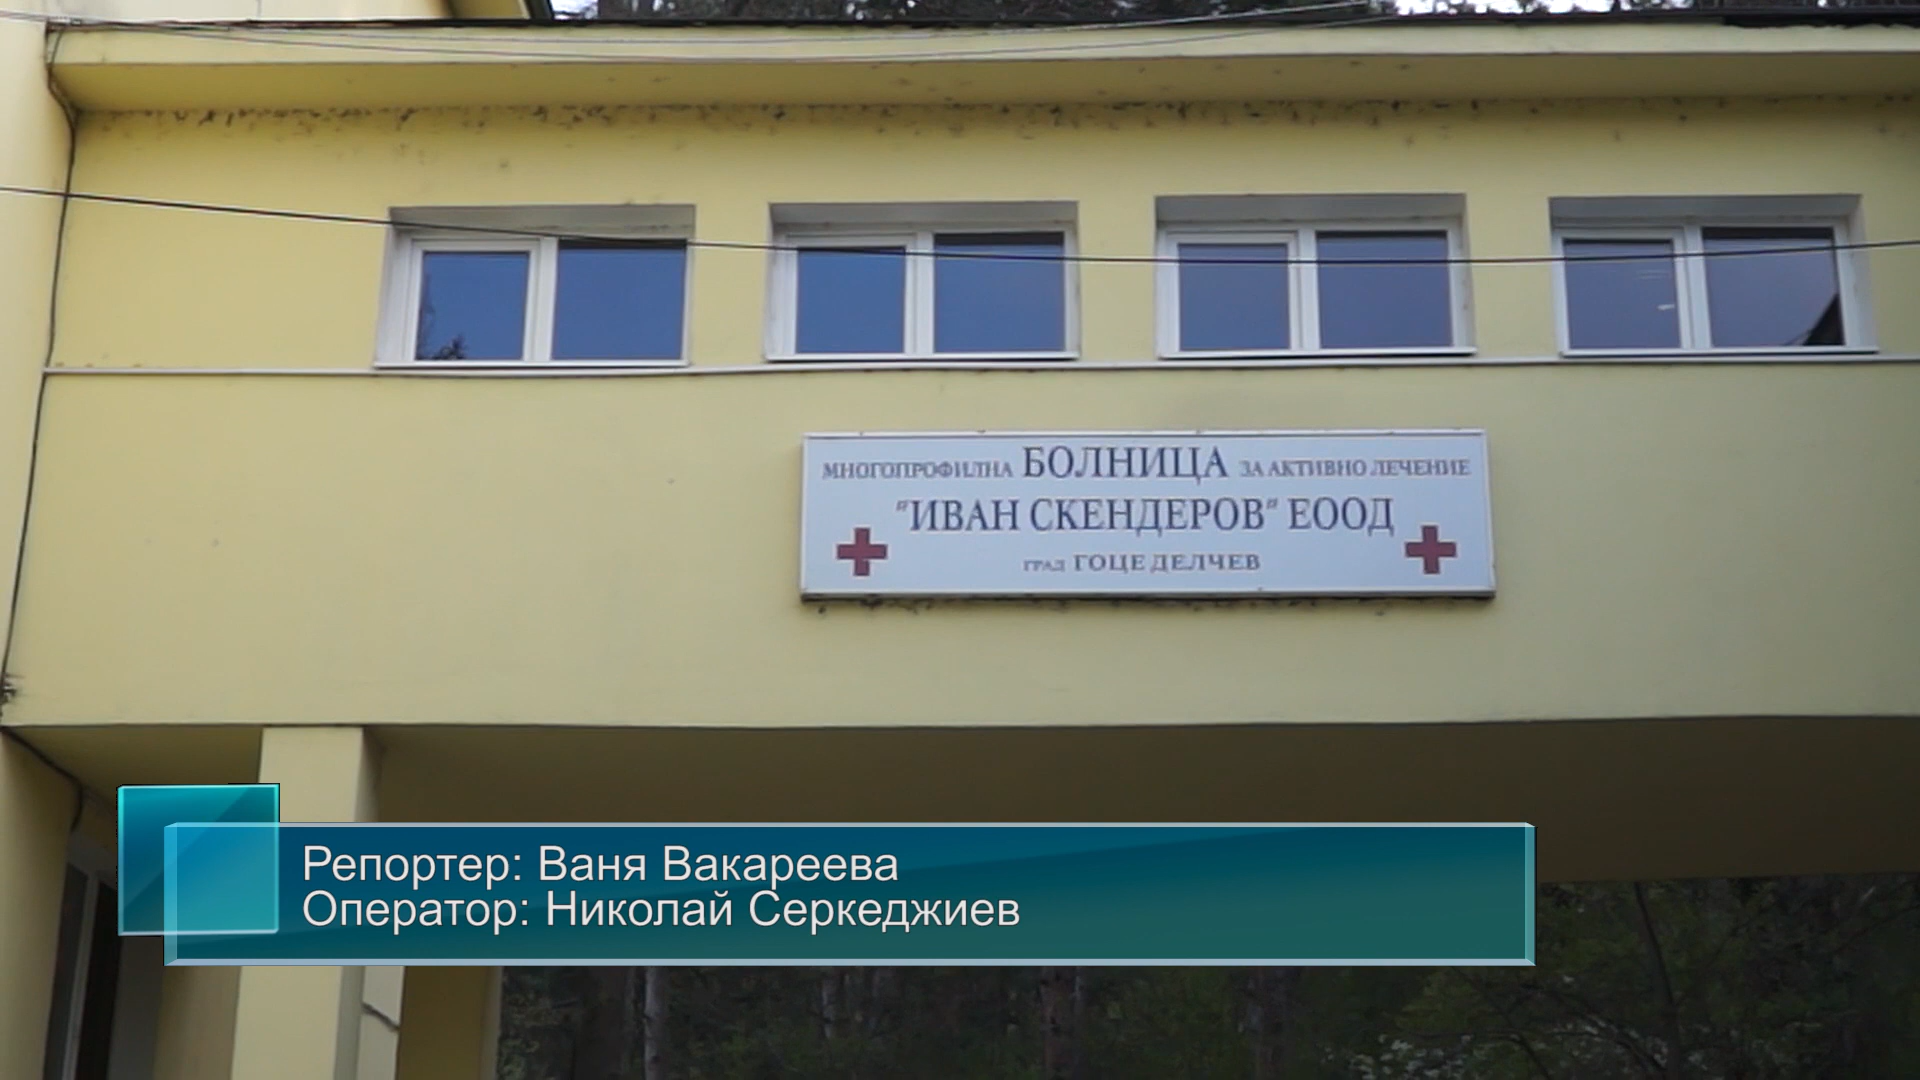 МНОГОПРОФИЛНА БОЛНИЦА ЗА АКТИВНО ЛЕЧЕНИЕ
"ИВАН СКЕНДЕРОВ" ЕООД
ГРАД ГОЦЕ ДЕЛЧЕВ
Репортер: Ваня Вакареева
Оператор: Николай Серкеджиев